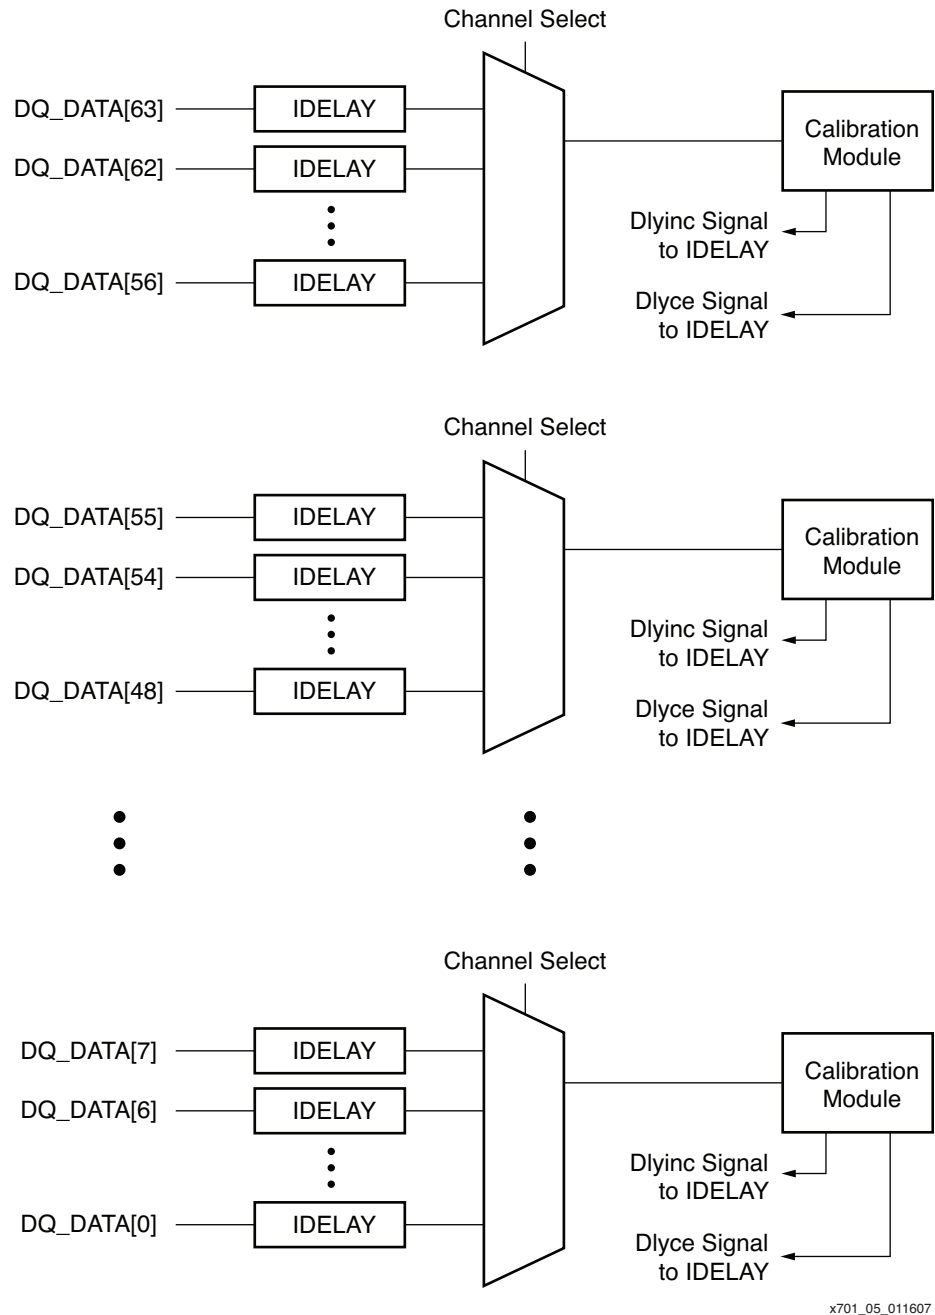 Channel Select
DQ_DATA[63]
IDELAY
Calibration
Module
DQ_DATA[62]
IDELAY
Dlyinc Signal
to IDELAY
DQ_DATA[56]
IDELAY
Dlyce Signal
to IDELAY
Channel Select
DQ_DATA[55]
IDELAY
Calibration
Module
DQ_DATA[54]
IDELAY
Dlyinc Signal
to IDELAY
DQ_DATA[48]
IDELAY
Dlyce Signal
to IDELAY
Channel Select
DQ_DATA[7]
IDELAY
Calibration
Module
DQ_DATA[6]
IDELAY
Dlyinc Signal
to IDELAY
DQ_DATA[0]
IDELAY
Dlyce Signal
to IDELAY
x701_05_011607